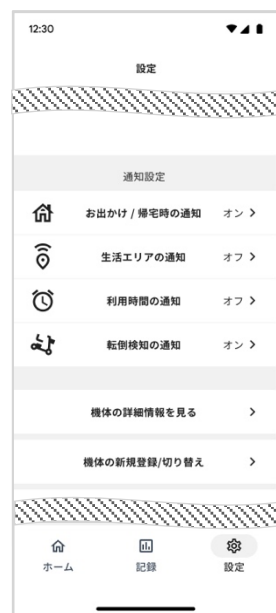 12:30
設定
通知設定
お出かけ / 帰宅時の通知 オン
生活エリアの通知 オフ
利用時間の通知 オフ
転倒検知の通知 オン
機体の詳細情報を見る
機体の新規登録/切り替え
ホーム 記録 設定